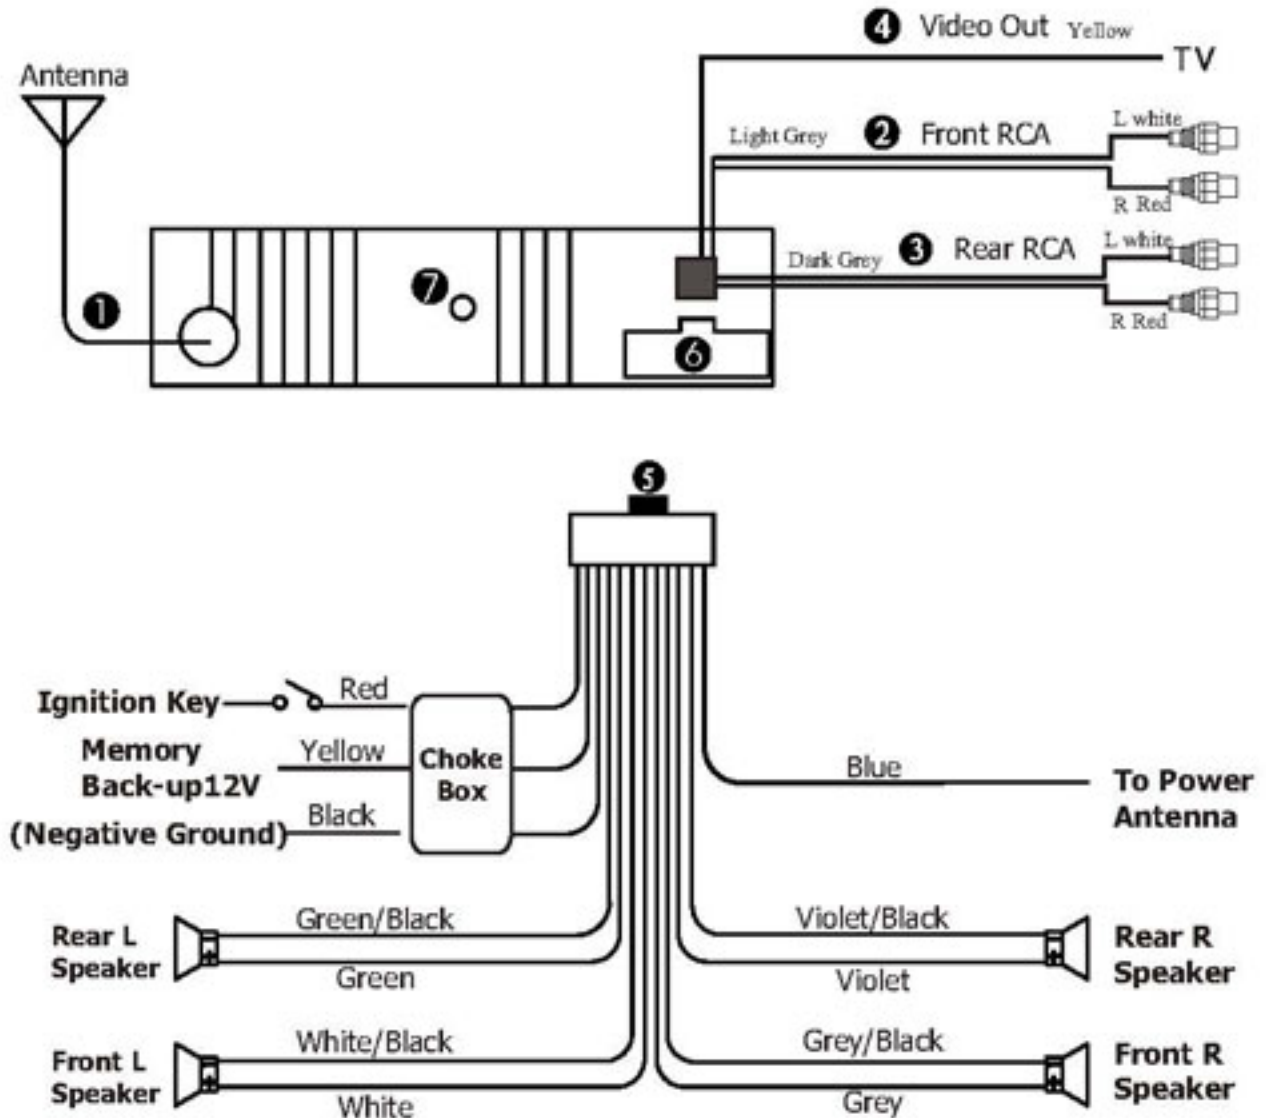 4 Video Out Yellow
TV
Antenna
L white
Light Grey 2 Front RCA
R Red
L white
Dark Grey 3 Rear RCA
R Red
1
7
6
5
Ignition Key
Red
Memory
Back-up12V
Yellow
Choke
Box
(Negative Ground)
Black
Blue
To Power
Antenna
Rear L
Speaker
Green/Black
Green
Violet/Black
Violet
Rear R
Speaker
Front L
Speaker
White/Black
White
Grey/Black
Grey
Front R
Speaker